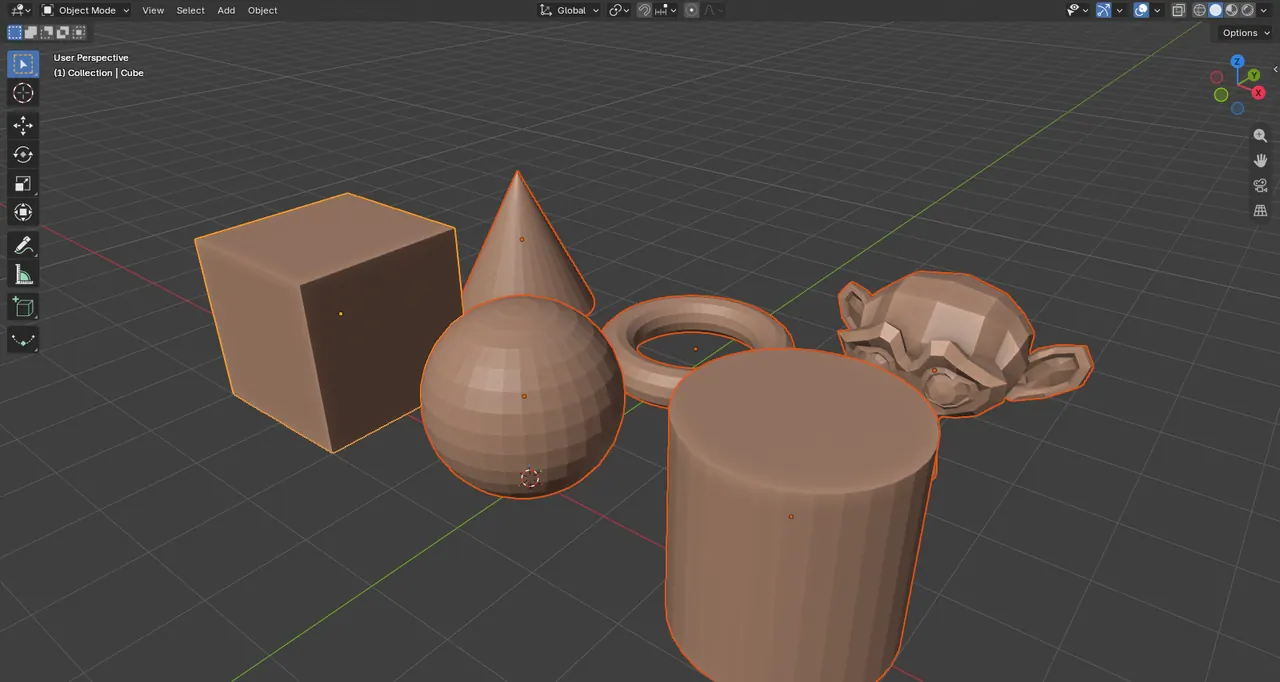 Object Mode View Select Add Object Global
Options
User Perspective
(1) Collection | Cube
Z
Y
X